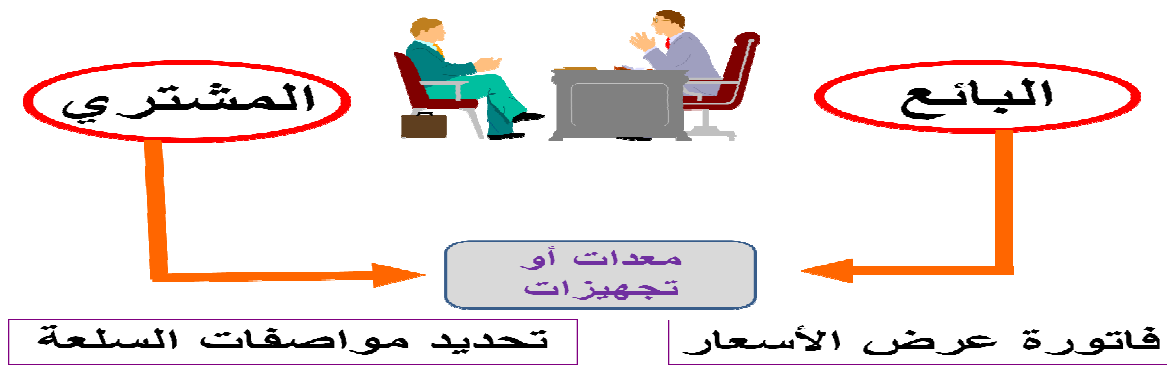 البائع
المشتري
معدات أو
تجهيزات
فاتورة عرض الأسعار
تحديد مواصفات السلعة